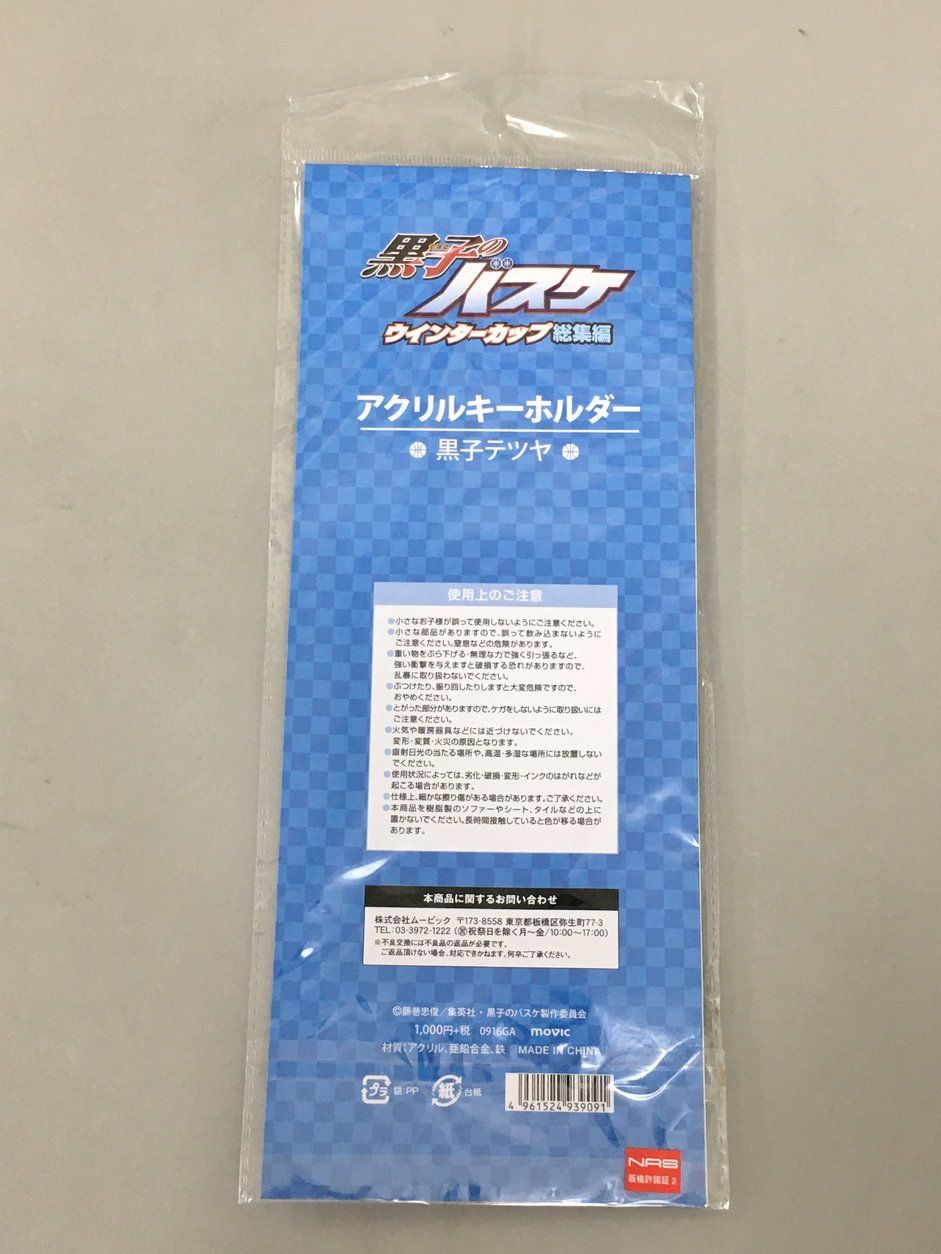 黒子の
バスケ
ウインターカップ総集編
アクリルキーホルダー
黒子テツヤ
使用上のご注意
●小さなお子様が誤って使用しないようにご注意ください。
●小さな部品がありますので、誤って飲み込まないように
ご注意ください。窒息などの危険があります。
●重い物をぶら下げる・無理な力で強く引っ張るなど、
強い衝撃を与えますと破損する恐れがありますので、
乱暴に取り扱わないでください。
●ぶつけたり、振り回したりしますと大変危険ですので、
おやめください。
●とがった部分がありますので、ケガをしないように取り扱いには
ご注意ください。
●火気や暖房器具などには近づけないでください。
変形・変質・火災の原因となります。
●直射日光の当たる場所や、高温・多湿な場所には放置しない
でください。
●使用状況によっては、劣化・破損・変形・インクのはがれなどが
起こる場合があります。
●仕様上、細かな擦り傷がある場合があります。ご了承ください。
●本商品を樹脂製のソファーやシート、タイルなどの上に
置かないでください。長時間接触していると色が移る場合が
あります。
本商品に関するお問い合わせ
株式会社ムービック 〒173-8558 東京都板橋区弥生町77-3
TEL:03-3972-1222 (㊗祝祭日を除く月～金/10:00～17:00)
※不良交換には不良品の返品が必要です。
ご返品頂けない場合、対応できかねます。何卒ご了承ください。
©藤巻忠俊/集英社・黒子のバスケ製作委員会
1,000円+税 0916GA movic
材質:アクリル、亜鉛合金、鉄 MADE IN CHINA
プラ 袋:PP 紙 台紙
4 961524 939091
NAS
版権許諾証 2